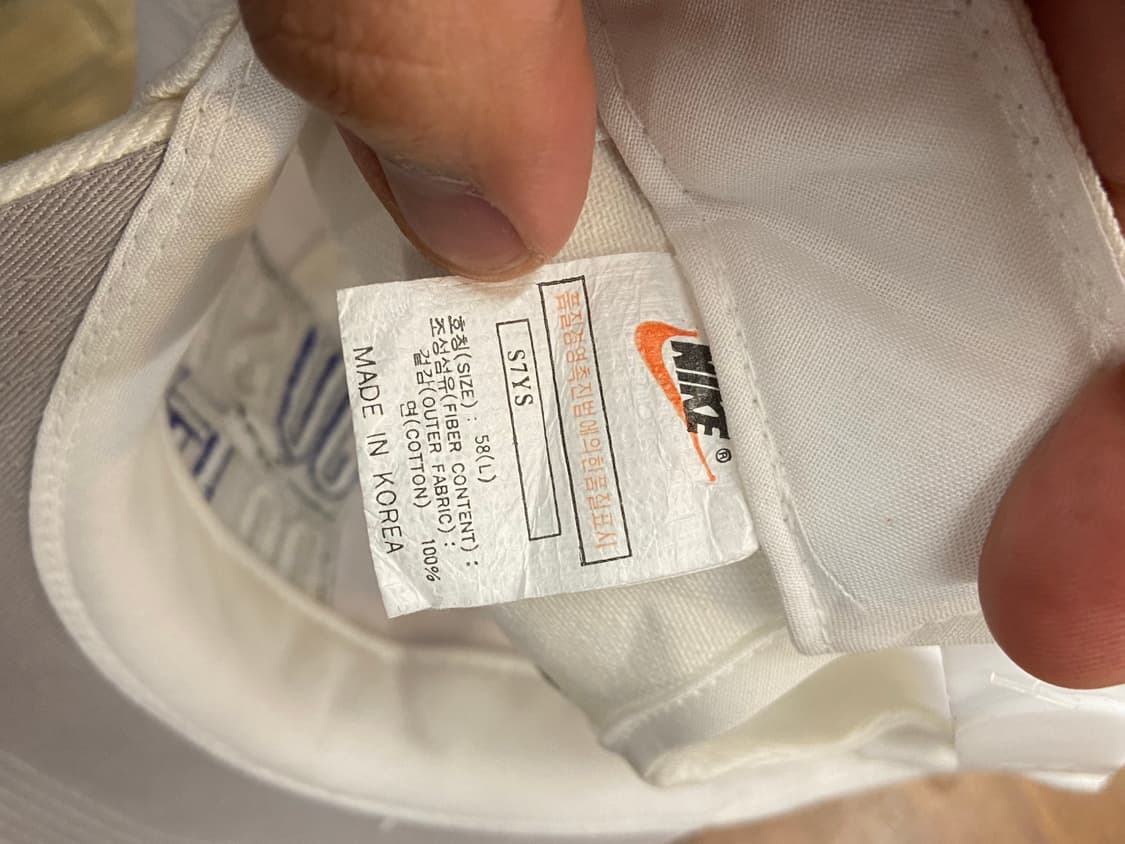 NIKE®
품질경영촉진법에의한품질표시
S7YS
호칭(SIZE) : 58(L)
조성섬유(FIBER CONTENT) :
겉감(OUTER FABRIC) :
면(COTTON) 100%
MADE IN KOREA